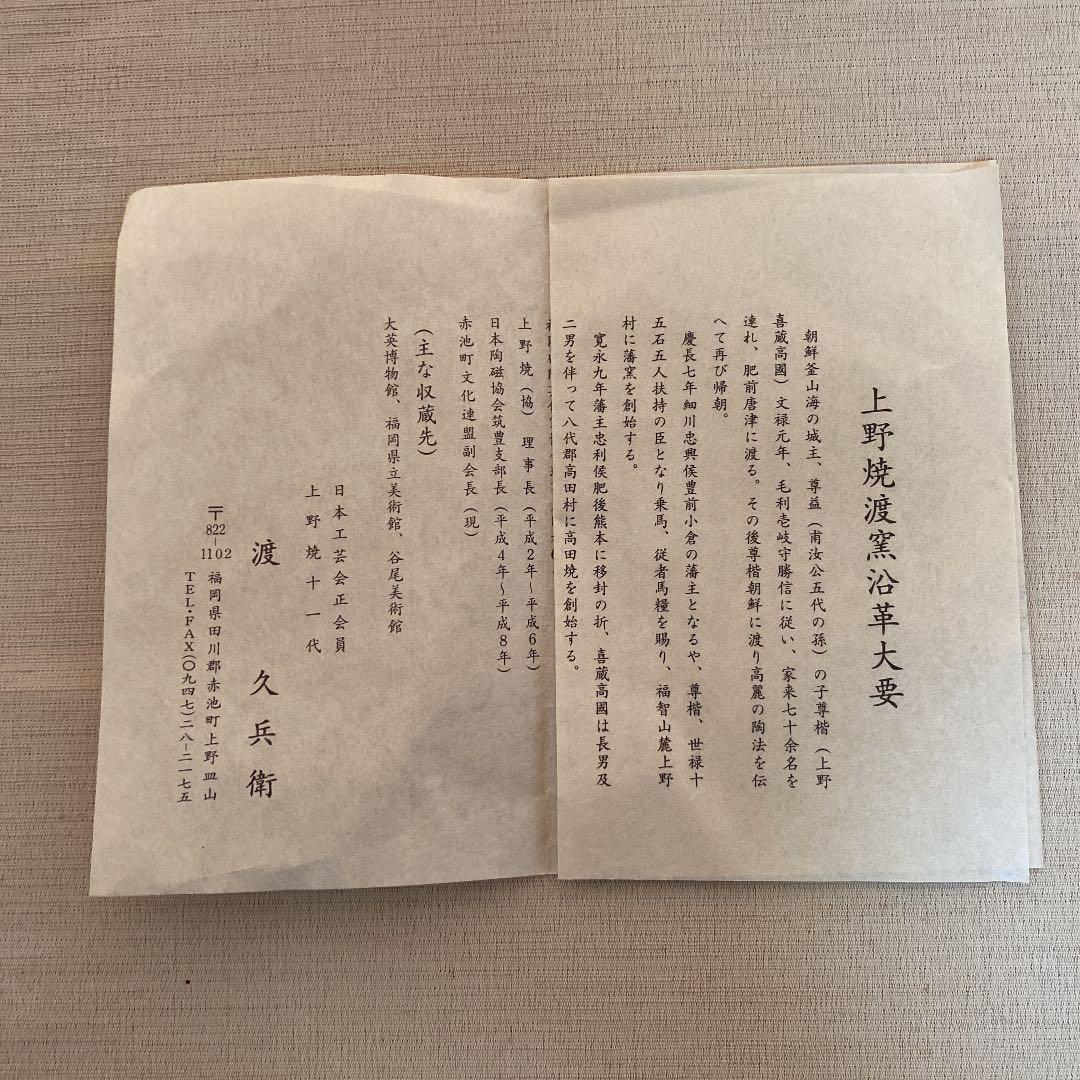 上野焼渡窯沿革大要
朝鮮釜山海の城主、尊益（甫汝公五代の孫）の子尊楷（上野
喜蔵高國）文禄元年、毛利壱岐守勝信に従い、家来七十余名を
連れ、肥前唐津に渡る。その後尊楷朝鮮に渡り高麗の陶法を伝
へて再び帰朝。
慶長七年細川忠興侯豊前小倉の藩主となるや、尊楷、世禄十
五石五人扶持の臣となり乗馬、従者馬糧を賜り、福智山麓上野
村に藩窯を創始する。
寛永九年藩主忠利侯肥後熊本に移封の折、喜蔵高國は長男及
二男を伴って八代郡高田村に高田焼を創始する。
上野焼（協）理事長（平成2年～平成6年）
日本陶磁協会筑豊支部長（平成4年～平成8年）
赤池町文化連盟副会長（現）
（主な収蔵先）
大英博物館、福岡県立美術館、谷尾美術館
日本工芸会正会員
上野焼十一代
渡 久兵衛
〒822-1102 福岡県田川郡赤池町上野皿山
TEL・FAX(〇九四七)二八-二一七五